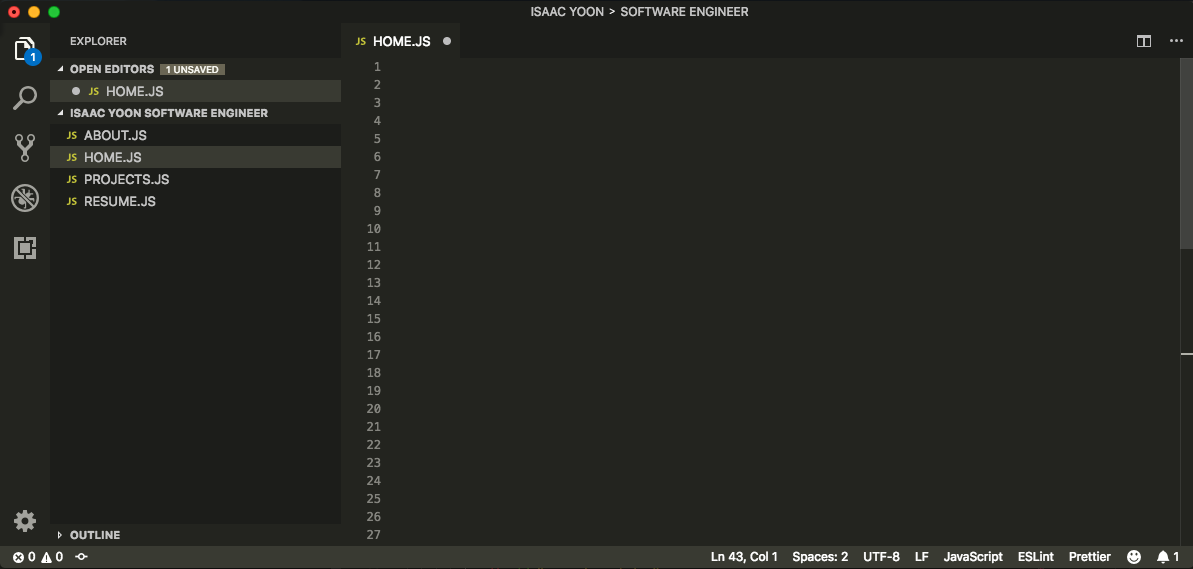 ISAAC YOON > SOFTWARE ENGINEER
1
EXPLORER
OPEN EDITORS 1 UNSAVED
JS HOME.JS
ISAAC YOON SOFTWARE ENGINEER
JS ABOUT.JS
JS HOME.JS
JS PROJECTS.JS
JS RESUME.JS
OUTLINE
JS HOME.JS
1
2
3
4
5
6
7
8
9
10
11
12
13
14
15
16
17
18
19
20
21
22
23
24
25
26
27
0 0 Ln 43, Col 1 Spaces: 2 UTF-8 LF JavaScript ESLint Prettier 1